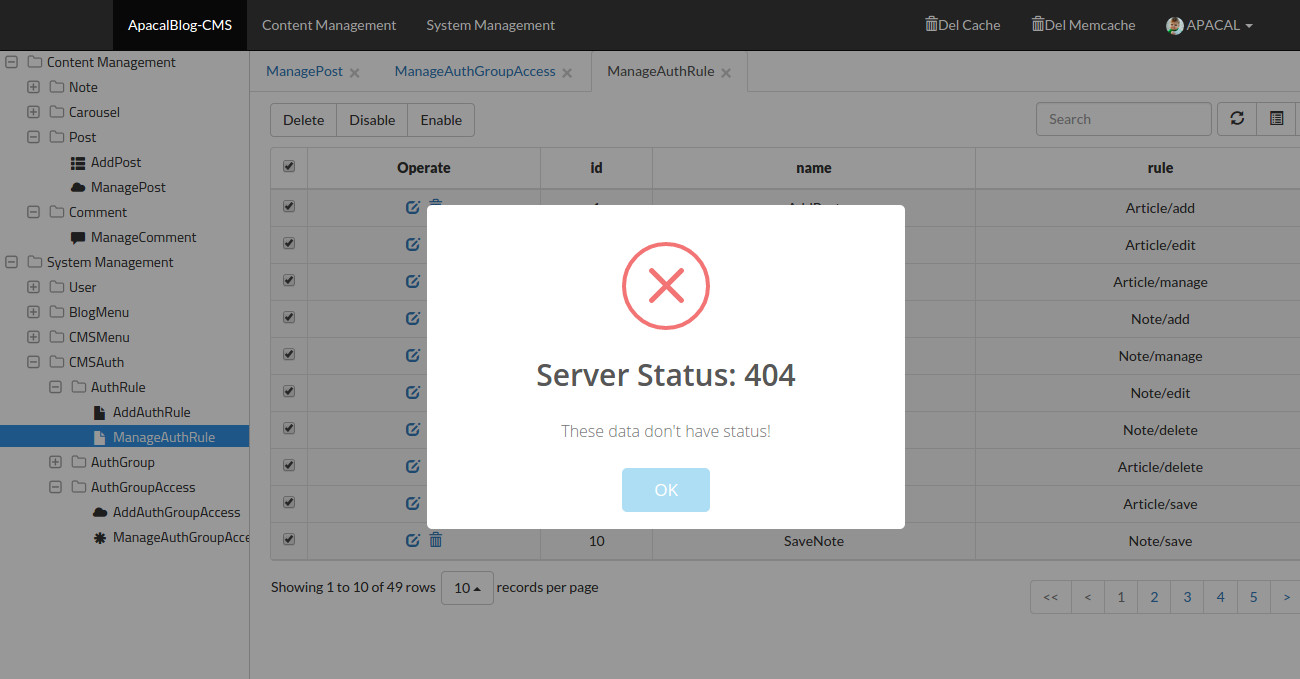 ApacalBlog-CMS Content Management System Management Del Cache Del Memcache APACAL
Content Management
Note
Carousel
Post
AddPost
ManagePost
Comment
ManageComment
System Management
User
BlogMenu
CMSMenu
CMSAuth
AuthRule
AddAuthRule
ManageAuthRule
AuthGroup
AuthGroupAccess
AddAuthGroupAccess
ManageAuthGroupAcce
ManagePost ManageAuthGroupAccess ManageAuthRule
Delete Disable Enable Search
Operate id name rule
Article/add
Article/edit
Article/manage
Note/add
Note/manage
Note/edit
Note/delete
Article/delete
Article/save
10 SaveNote Note/save
Server Status: 404
These data don't have status!
OK
Showing 1 to 10 of 49 rows 10 records per page
<< < 1 2 3 4 5 >